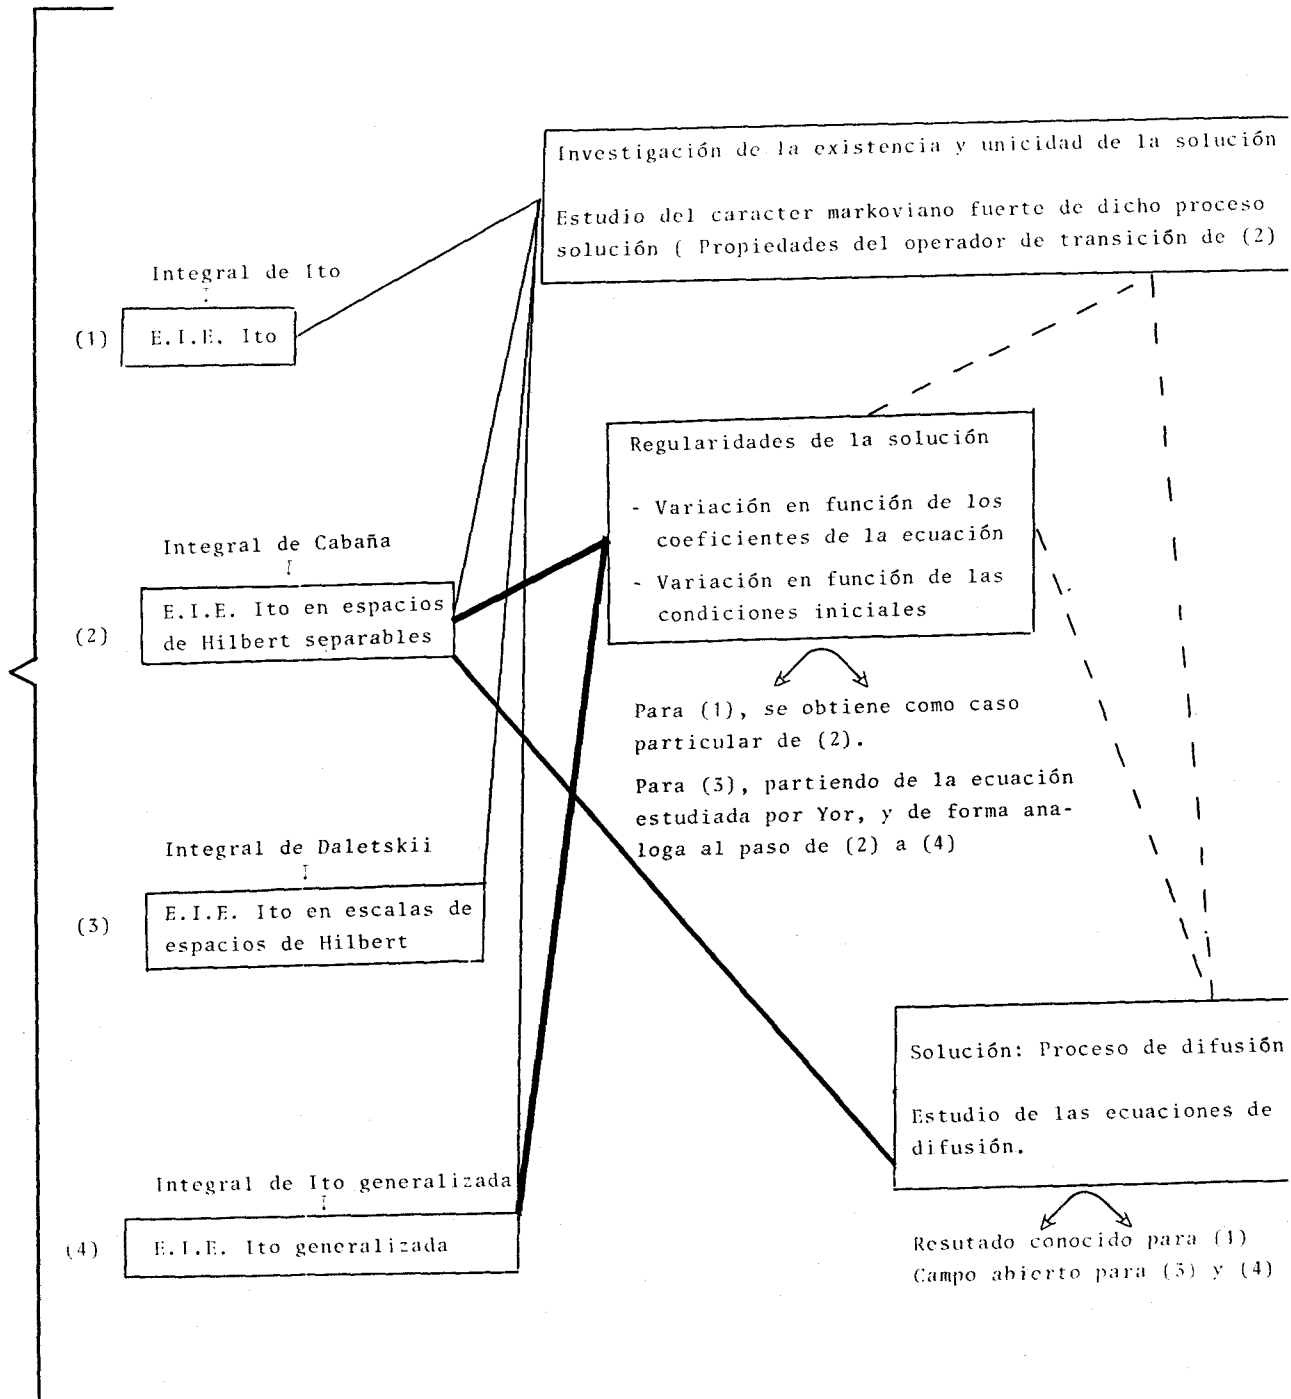 Investigación de la existencia y unicidad de la solución
Estudio del caracter markoviano fuerte de dicho proceso
solución ( Propiedades del operador de transición de (2)
Integral de Ito
(1)
E.I.E. Ito
Regularidades de la solución
- Variación en función de los
coeficientes de la ecuación
- Variación en función de las
condiciones iniciales
Integral de Cabaña
(2)
E.I.E. Ito en espacios
de Hilbert separables
Para (1), se obtiene como caso
particular de (2).
Para (3), partiendo de la ecuación
estudiada por Yor, y de forma ana-
loga al paso de (2) a (4)
Integral de Daletskii
(3)
E.I.E. Ito en escalas de
espacios de Hilbert
Solución: Proceso de difusión
Estudio de las ecuaciones de
difusión.
Integral de Ito generalizada
(4)
E.I.E. Ito generalizada
Resutado conocido para (1)
Campo abierto para (3) y (4)